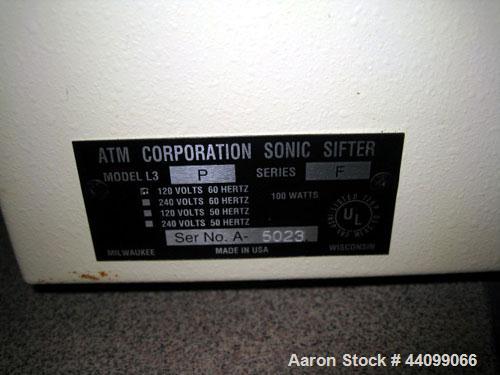 ATM CORPORATION SONIC SIFTER
MODEL L3 P SERIES F
120 VOLTS 60 HERTZ
240 VOLTS 60 HERTZ 100 WATTS
120 VOLTS 50 HERTZ
240 VOLTS 50 HERTZ
UL
Ser No. A- 5023
MILWAUKEE MADE IN USA WISCONSIN
Aaron Stock # 44099066